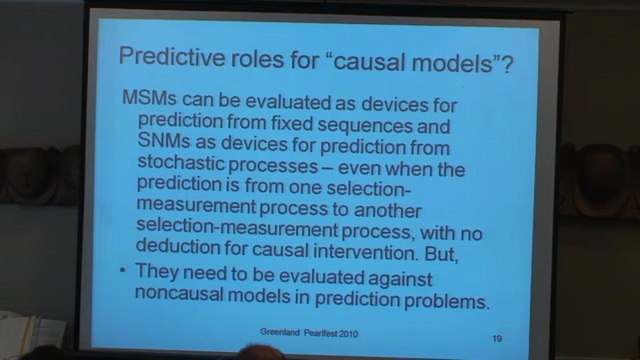 Predictive roles for “causal models”?
MSMs can be evaluated as devices for
prediction from fixed sequences and
SNMs as devices for prediction from
stochastic processes – even when the
prediction is from one selection-
measurement process to another
selection-measurement process, with no
deduction for causal intervention. But,
• They need to be evaluated against
noncausal models in prediction problems.
Greenland Pearlfest 2010
19